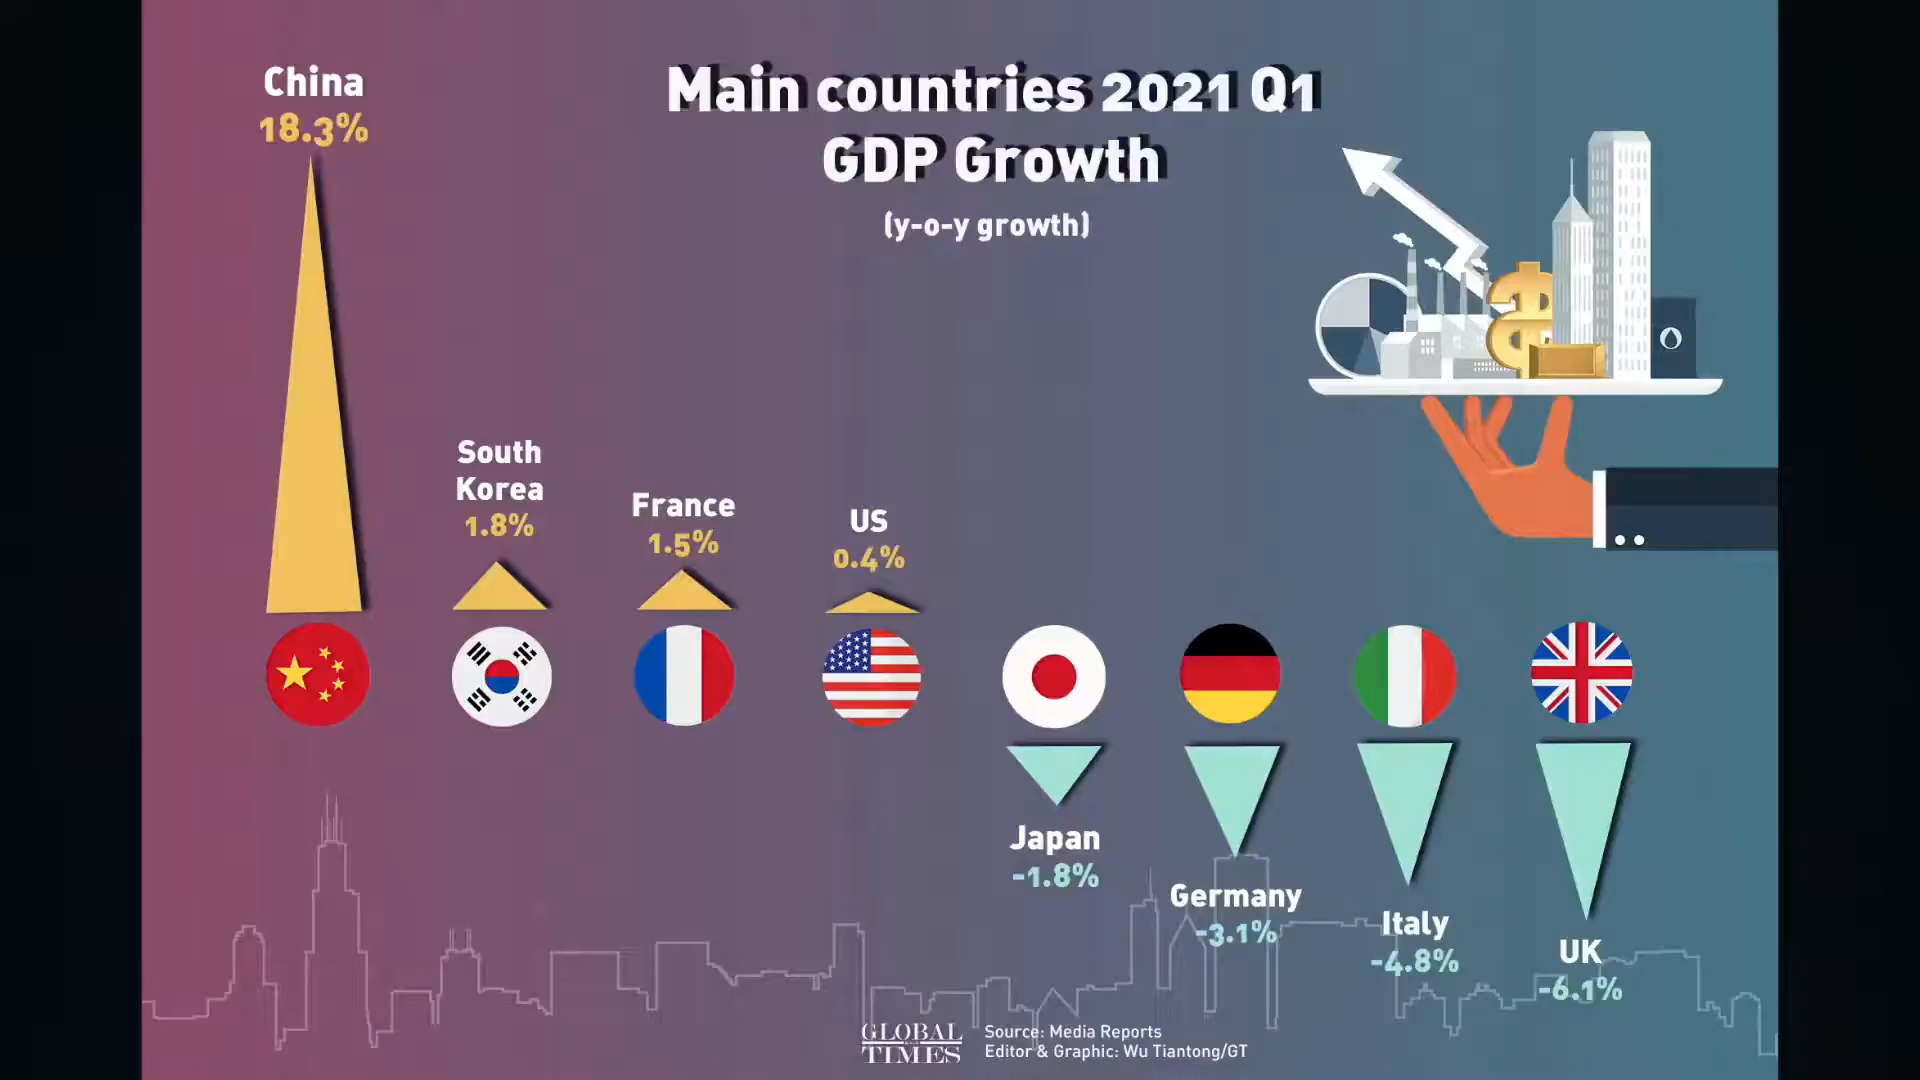 Main countries 2021 Q1
GDP Growth
(y-o-y growth)
China
18.3%
South
Korea
1.8%
France
1.5%
US
0.4%
Japan
-1.8%
Germany
-3.1%
Italy
-4.8%
UK
-6.1%
GLOBAL
TIMES
Source: Media Reports
Editor & Graphic: Wu Tiantong/GT